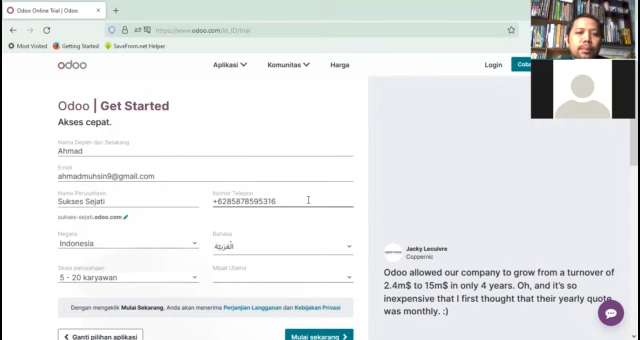 Odoo Online Trial | Odoo
https://www.odoo.com/id_ID/trial
Most Visited
Getting Started
SaveFrom.net Helper
odoo
Aplikasi
Komunitas
Harga
Login
Coba
Odoo | Get Started
Akses cepat.
Nama Depan dan Belakang
Ahmad
Email
ahmadmuhsin9@gmail.com
Nama Perusahaan
Nomor Telepon
Sukses Sejati
+6285878595316
sukses-sejati.odoo.com
Negara
Bahasa
Indonesia
الْعَرَبيّة
Skala perusahaan
Minat Utama
5 - 20 karyawan
Dengan mengeklik Mulai Sekarang, Anda akan menerima Perjanjian Langganan dan Kebijakan Privasi
Ganti pilihan aplikasi
Mulai sekarang
Jacky Lecuivre
Coppernic
Odoo allowed our company to grow from a turnover of
2.4m$ to 15m$ in only 4 years. Oh, and it's so
inexpensive that I first thought that their yearly quote
was monthly. :)